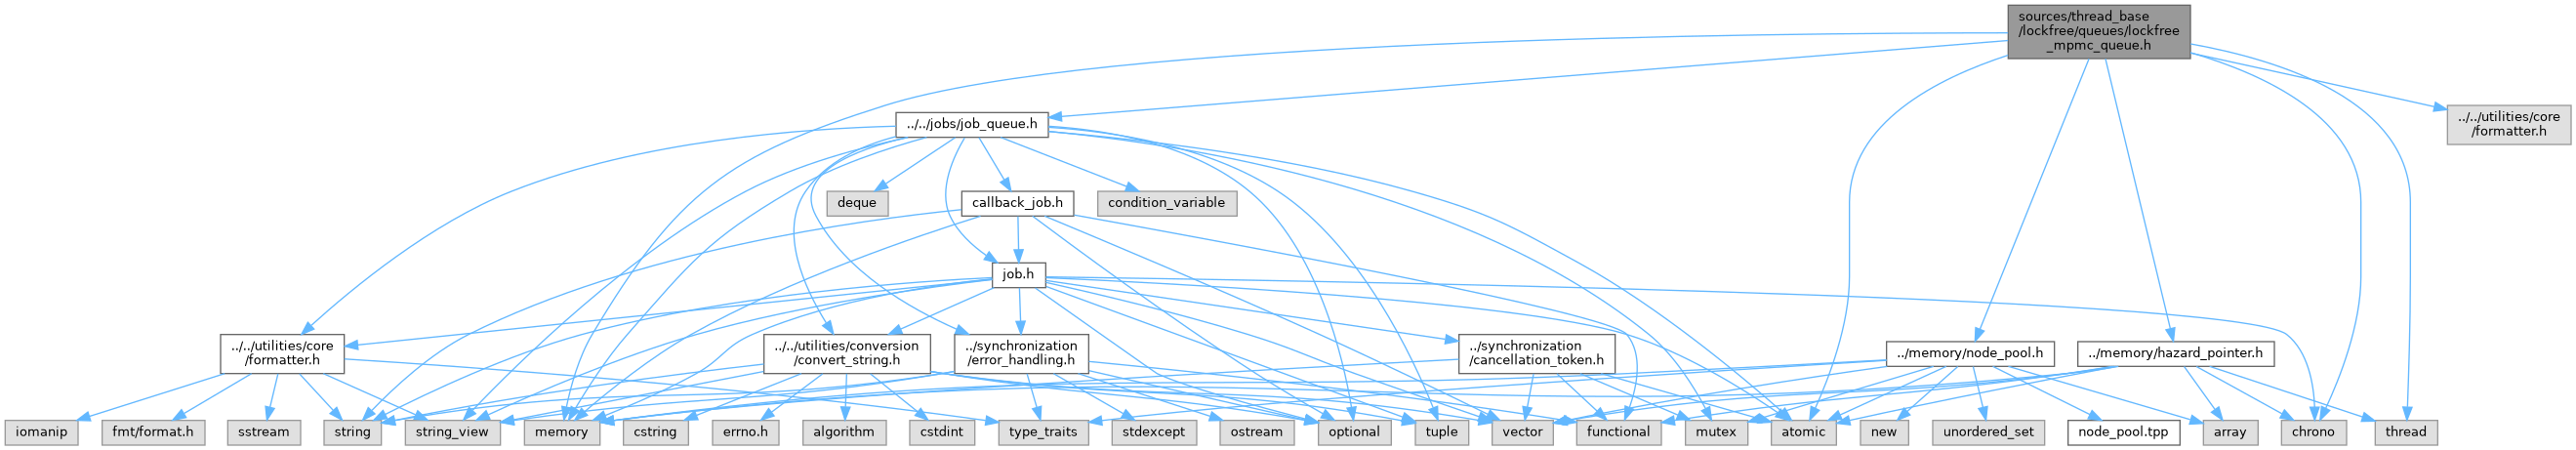 sources/thread_base
/lockfree/queues/lockfree
_mpmc_queue.h
../../jobs/job_queue.h
../../utilities/core
/formatter.h
deque
callback_job.h
condition_variable
job.h
../../utilities/core
/formatter.h
../../utilities/conversion
/convert_string.h
../synchronization
/error_handling.h
../synchronization
/cancellation_token.h
../memory/node_pool.h
../memory/hazard_pointer.h
iomanip
fmt/format.h
sstream
string
string_view
memory
cstring
errno.h
algorithm
cstdint
type_traits
stdexcept
ostream
optional
tuple
vector
functional
mutex
atomic
new
unordered_set
node_pool.tpp
array
chrono
thread